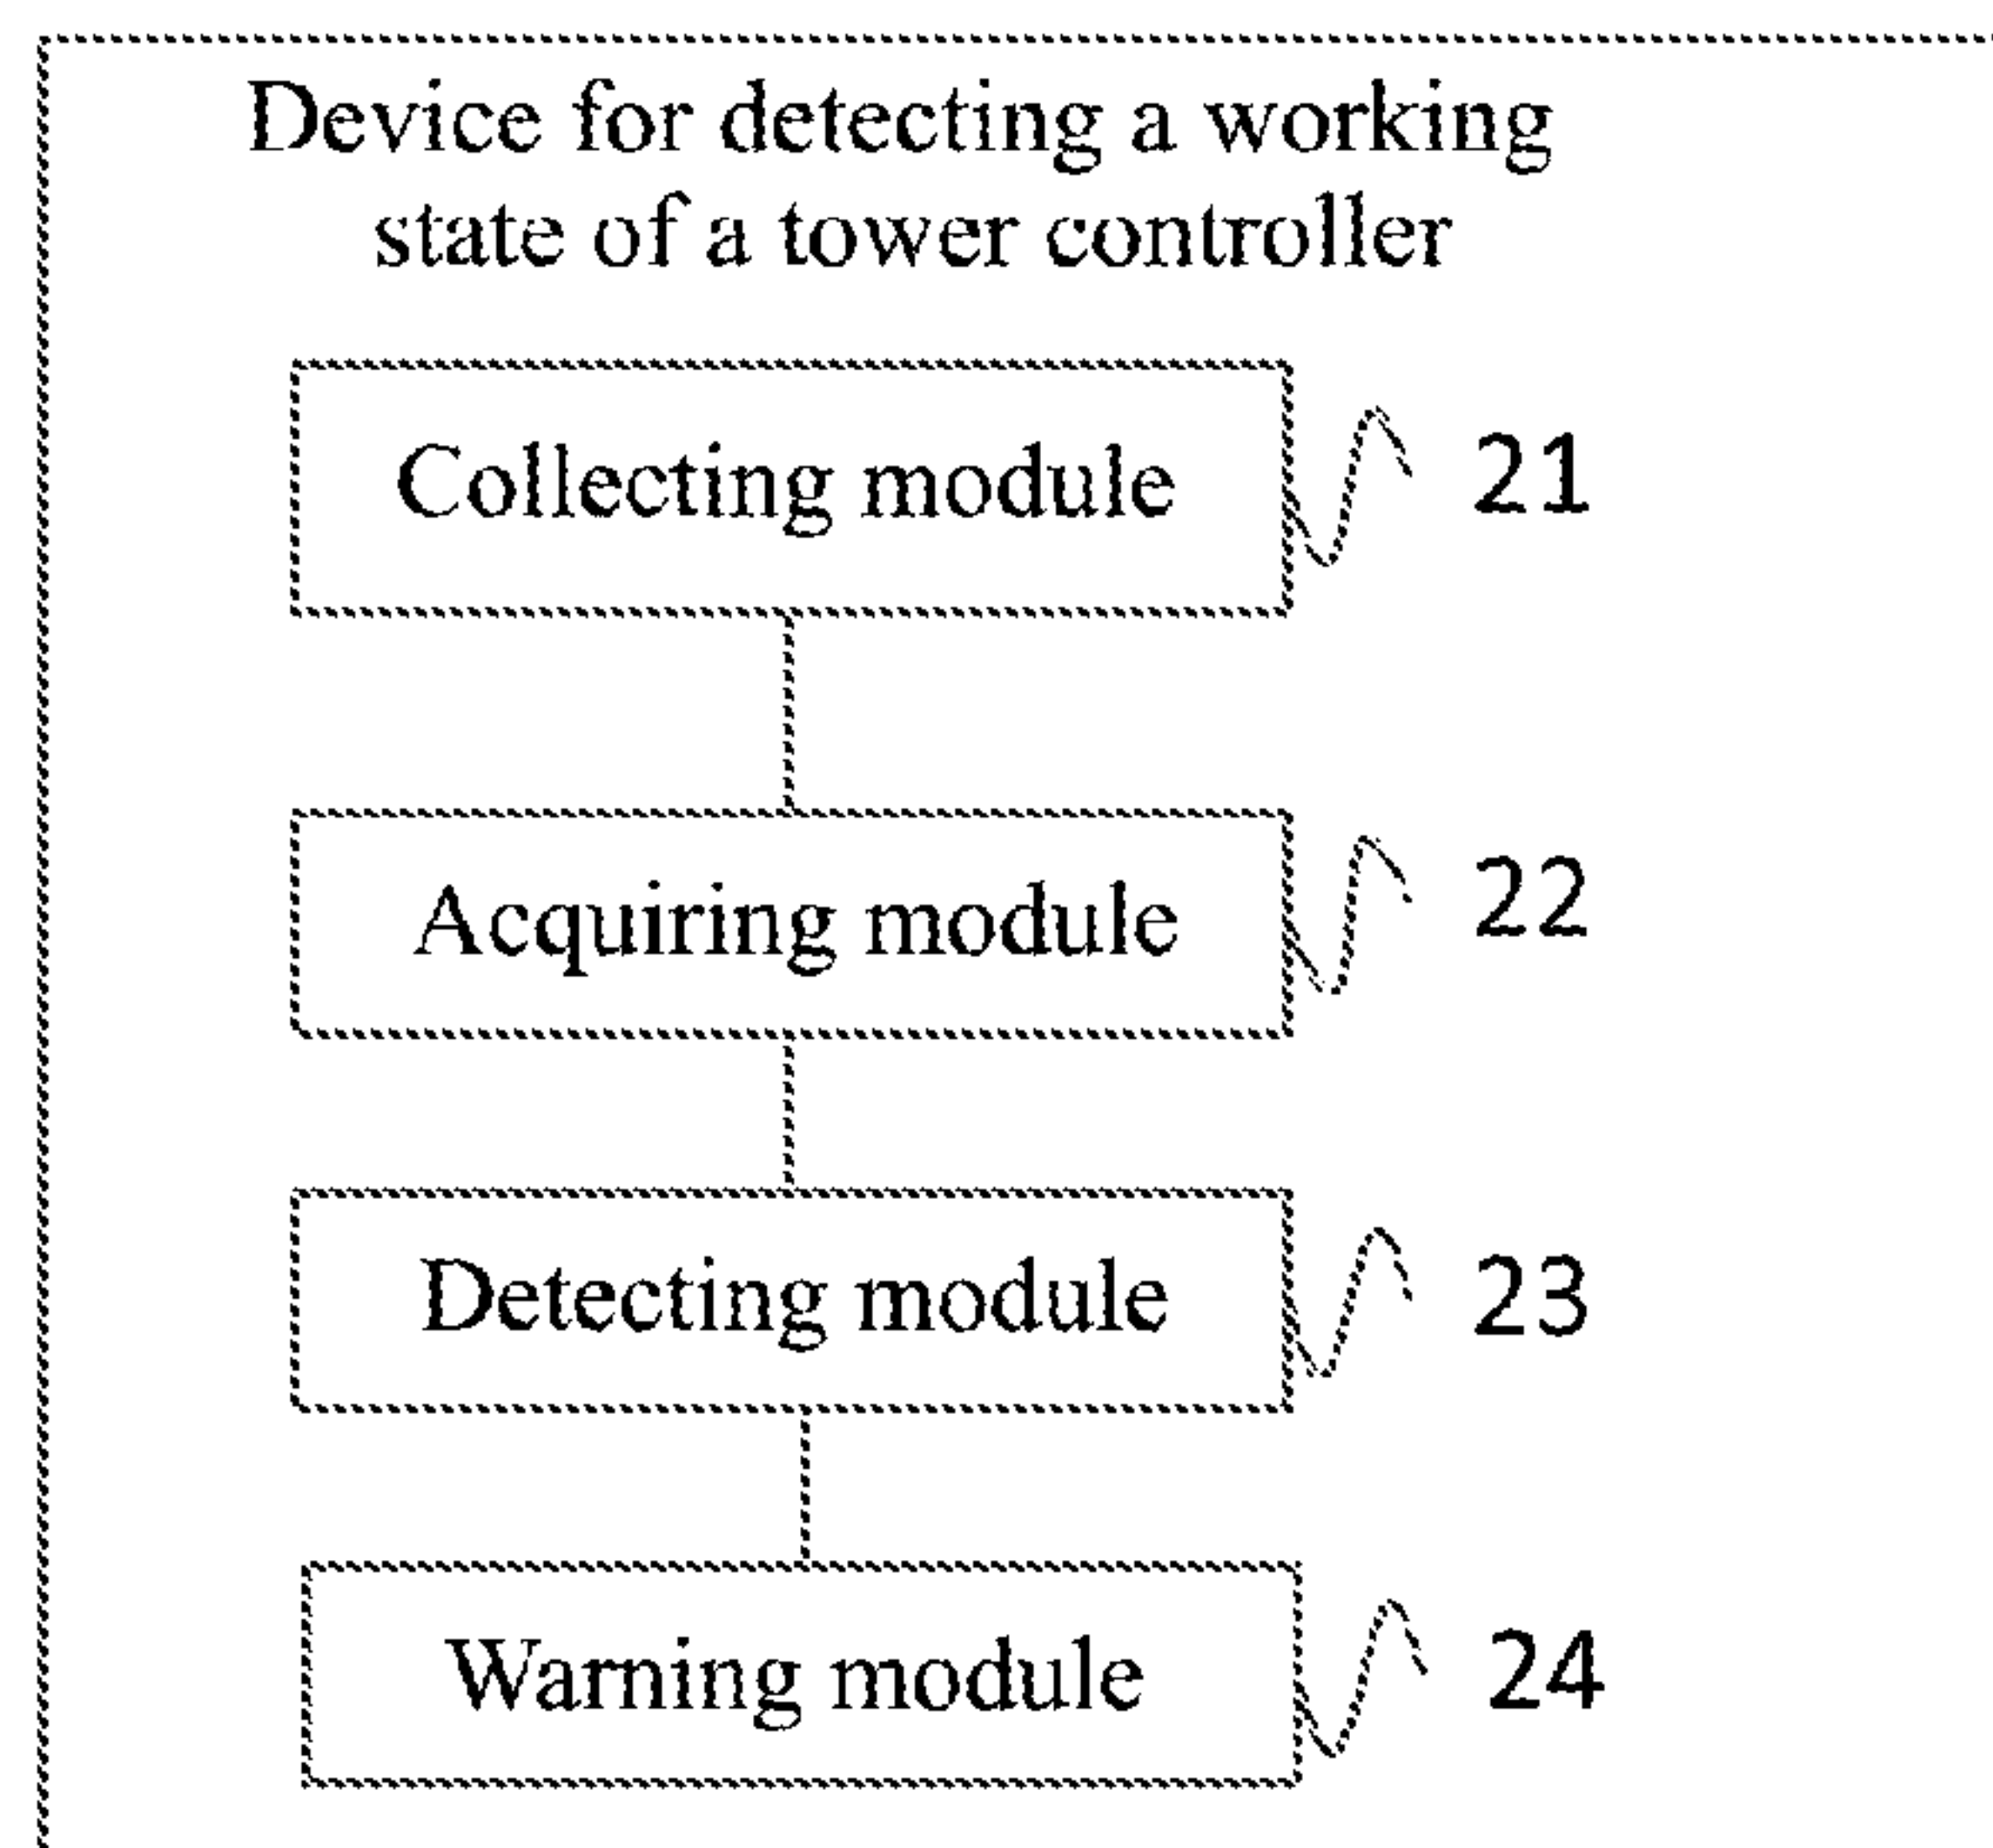 Device for detecting a working
state of a tower controller
Collecting module
21
Acquiring module
22
Detecting module
23
Warning module
24